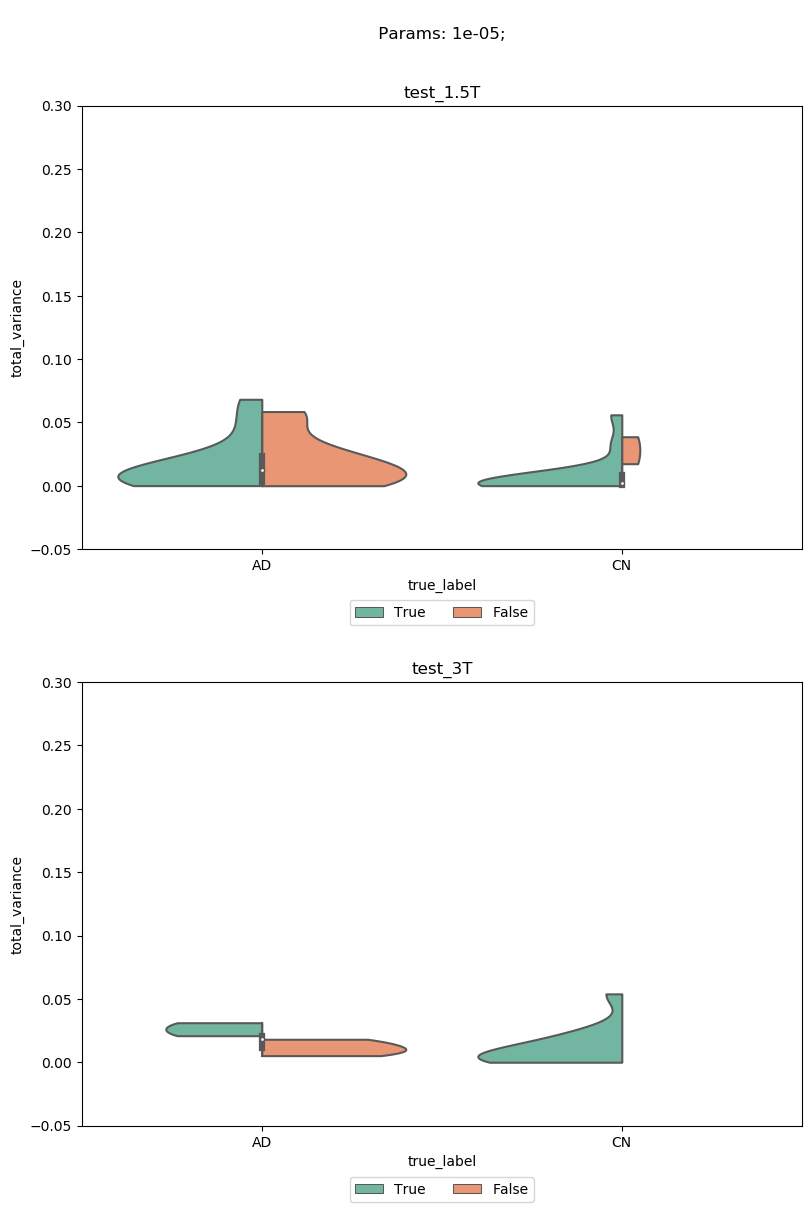 Params: 1e-05;
test_1.5T
0.30
0.25
0.20
0.15
0.10
0.05
0.00
−0.05
total_variance
AD CN
true_label
True False
test_3T
0.30
0.25
0.20
0.15
0.10
0.05
0.00
−0.05
total_variance
AD CN
true_label
True False